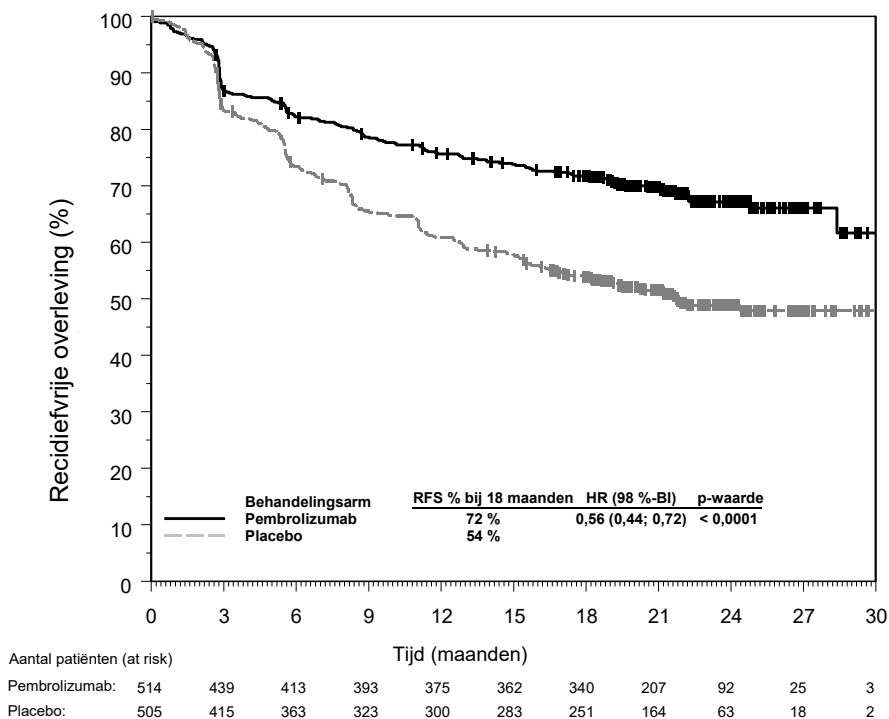 100
90
80
70
60
50
40
30
20
10
0
Recidiefvrije overleving (%)
Behandelingsarm RFS % bij 18 maanden HR (98 %-BI) p-waarde
Pembrolizumab 72 % 0,56 (0,44; 0,72) < 0,0001
Placebo 54 %
0 3 6 9 12 15 18 21 24 27 30
Tijd (maanden)
Aantal patiënten (at risk)
Pembrolizumab: 514 439 413 393 375 362 340 207 92 25 3
Placebo: 505 415 363 323 300 283 251 164 63 18 2